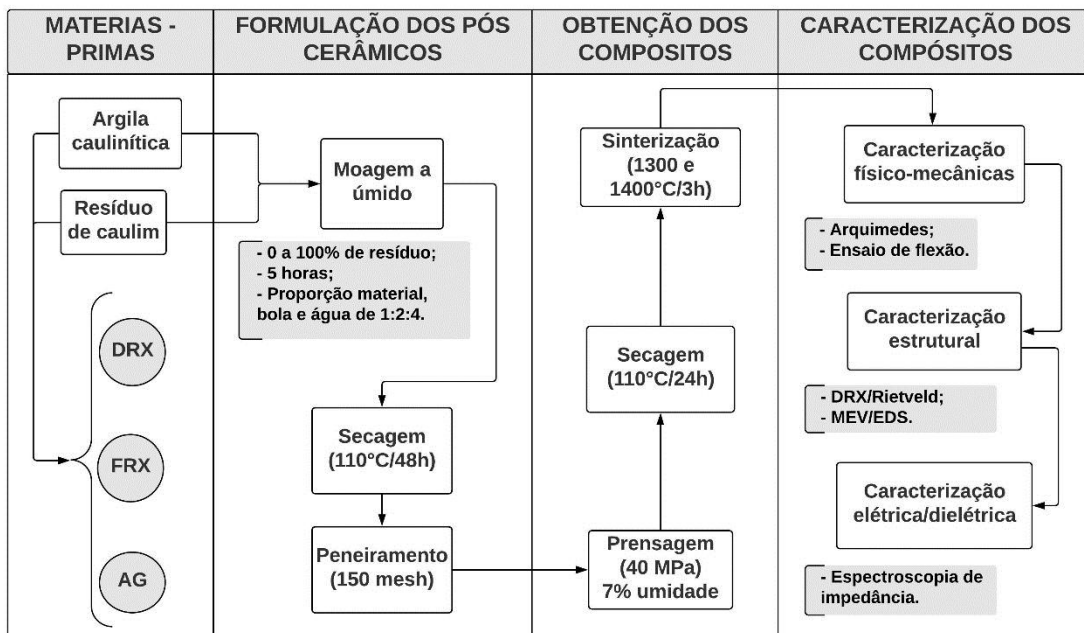 MATERIAS -
PRIMAS
FORMULAÇÃO DOS PÓS
CERÂMICOS
OBTENÇÃO DOS
COMPOSITOS
CARACTERIZAÇÃO DOS
COMPÓSITOS
Argila
caulinítica
Resíduo
de caulim
DRX
FRX
AG
Moagem a
úmido
- 0 a 100% de resíduo;
- 5 horas;
- Proporção material,
bola e água de 1:2:4.
Secagem
(110°C/48h)
Peneiramento
(150 mesh)
Prensagem
(40 MPa)
7% umidade
Secagem
(110°C/24h)
Sinterização
(1300 e
1400°C/3h)
Caracterização
físico-mecânicas
- Arquimedes;
- Ensaio de flexão.
Caracterização
estrutural
- DRX/Rietveld;
- MEV/EDS.
Caracterização
elétrica/dielétrica
- Espectroscopia de
impedância.